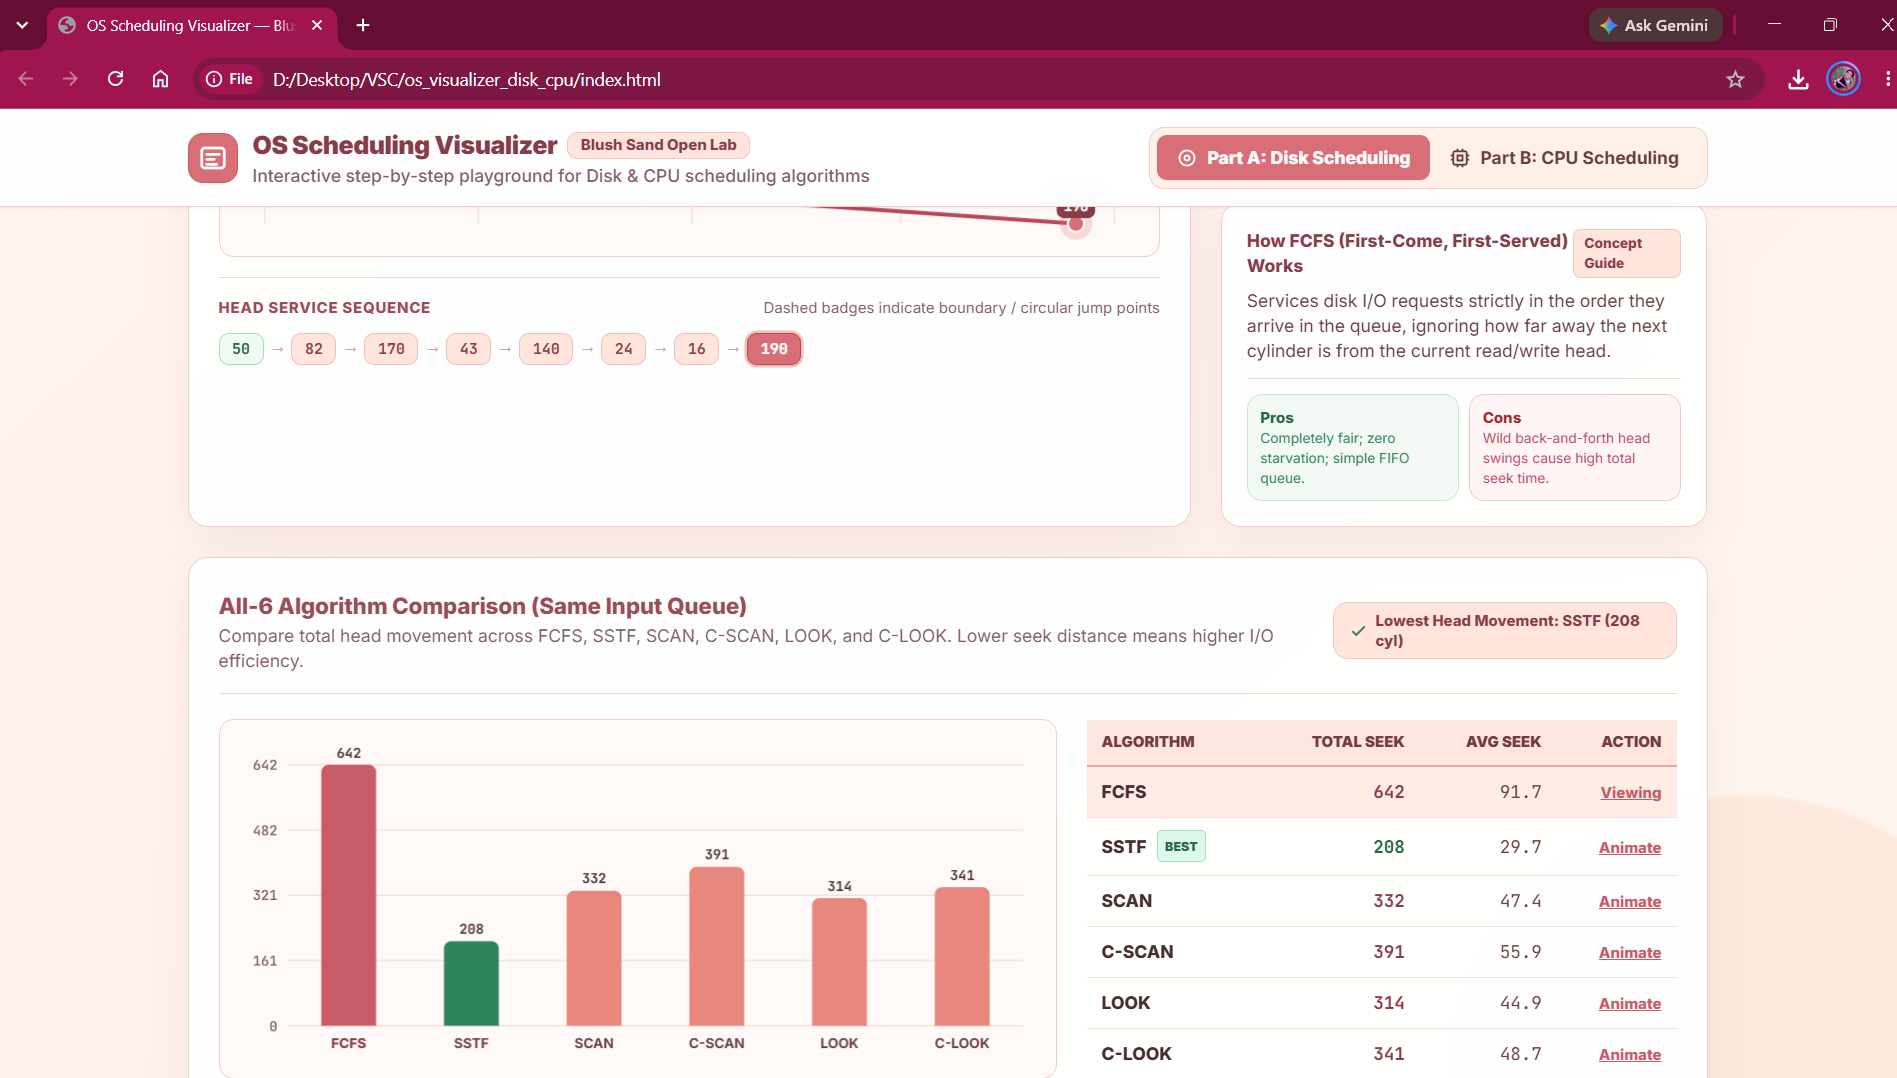 OS Scheduling Visualizer — Blu
Ask Gemini
File
D:/Desktop/VSC/os_visualizer_disk_cpu/index.html
OS Scheduling Visualizer
Blush Sand Open Lab
Interactive step-by-step playground for Disk & CPU scheduling algorithms
Part A: Disk Scheduling
Part B: CPU Scheduling
190
HEAD SERVICE SEQUENCE
Dashed badges indicate boundary / circular jump points
50 → 82 → 170 → 43 → 140 → 24 → 16 → 190
How FCFS (First-Come, First-Served)
Works
Concept
Guide
Services disk I/O requests strictly in the order they
arrive in the queue, ignoring how far away the next
cylinder is from the current read/write head.
Pros
Completely fair; zero
starvation; simple FIFO
queue.
Cons
Wild back-and-forth head
swings cause high total
seek time.
All-6 Algorithm Comparison (Same Input Queue)
Compare total head movement across FCFS, SSTF, SCAN, C-SCAN, LOOK, and C-LOOK. Lower seek distance means higher I/O
efficiency.
Lowest Head Movement: SSTF (208
cyl)
642
482
321
161
0
642
208
332
391
314
341
FCFS SSTF SCAN C-SCAN LOOK C-LOOK
ALGORITHM TOTAL SEEK AVG SEEK ACTION
FCFS 642 91.7 Viewing
SSTF BEST 208 29.7 Animate
SCAN 332 47.4 Animate
C-SCAN 391 55.9 Animate
LOOK 314 44.9 Animate
C-LOOK 341 48.7 Animate